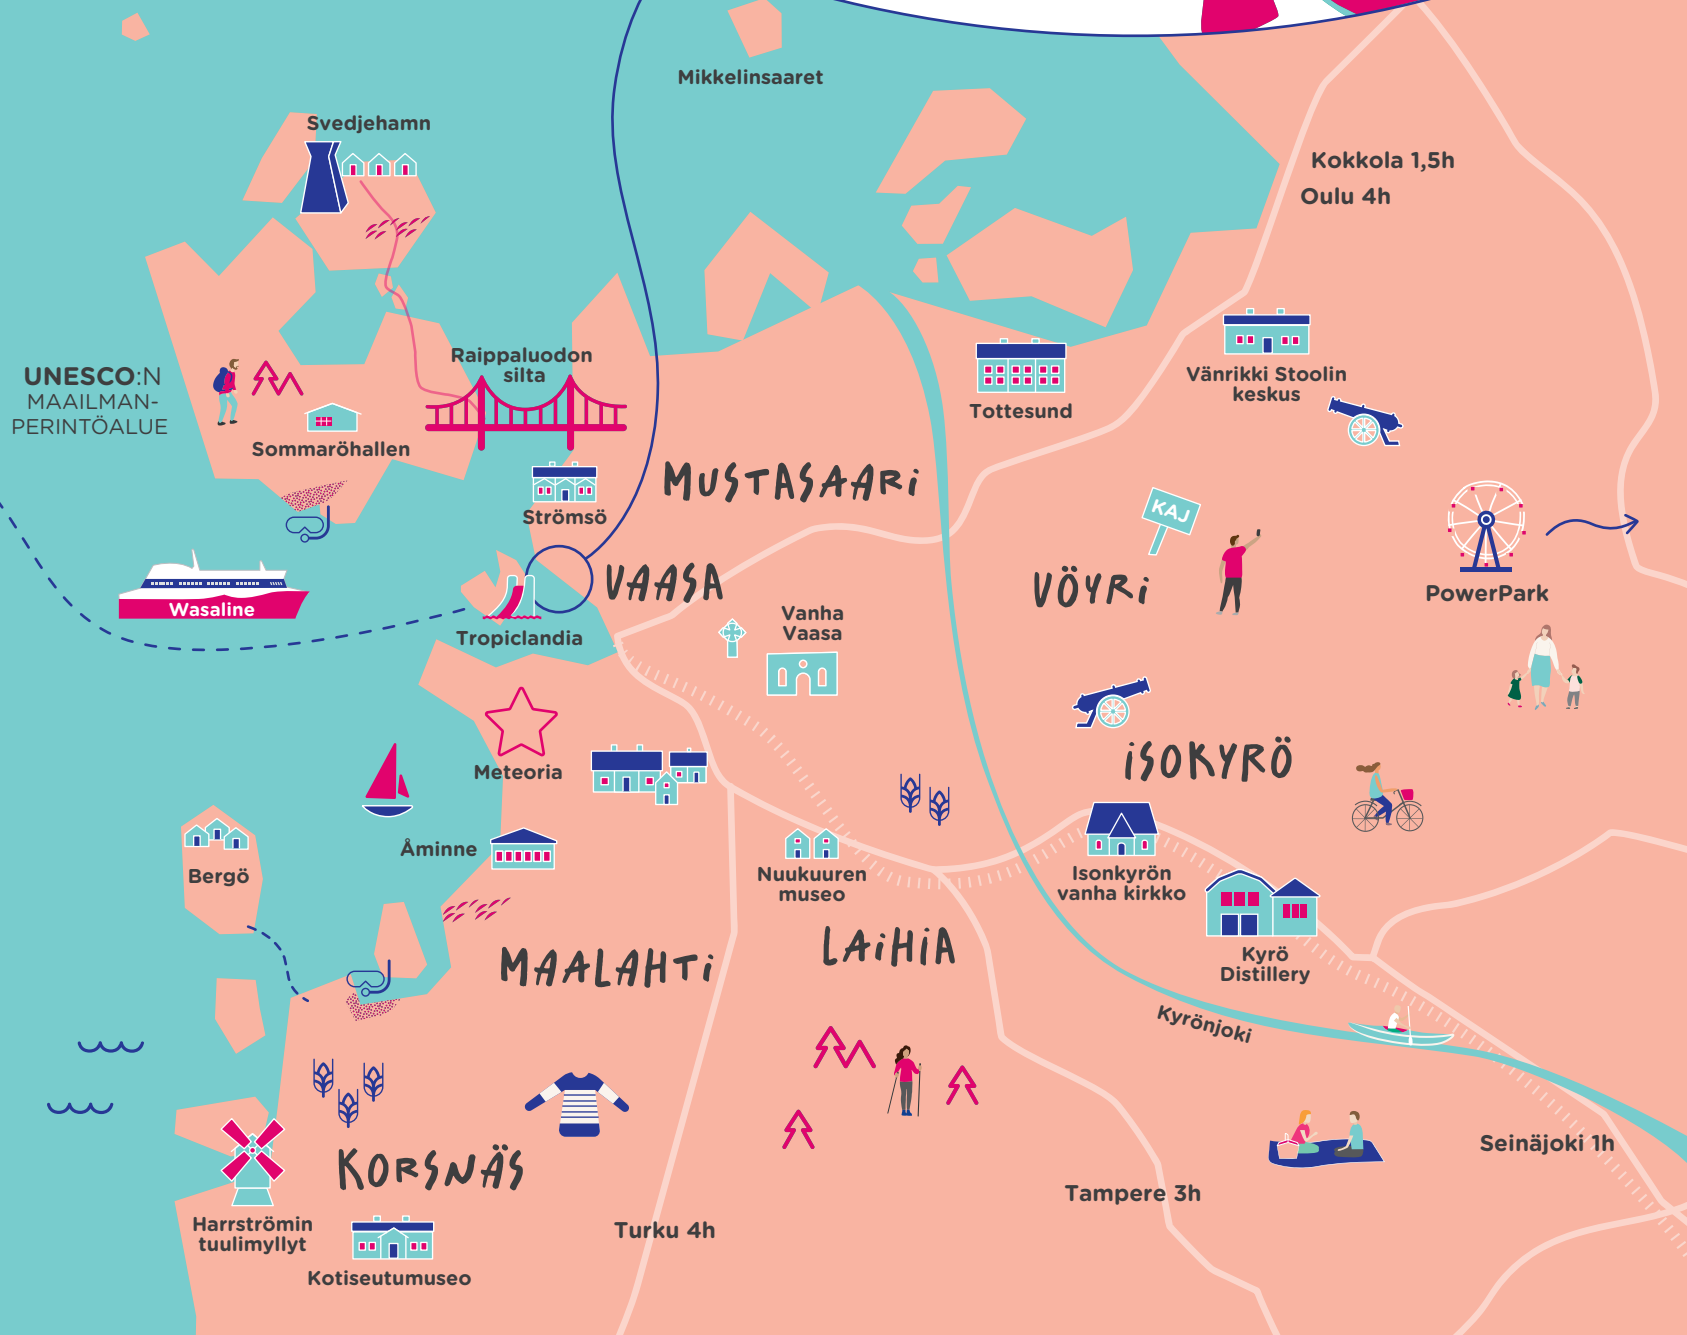 Mikkelinsaaret
Svedjehamn
Kokkola 1,5h
Oulu 4h
Raippaluodon
silta
UNESCO:N
MAAILMAN-
PERINTÖALUE
Sommaröhallen
Tottesund
Vänrikki Stoolin
keskus
MUSTASAARi
Strömsö
KAJ
VAASA
VÖYRi
PowerPark
Wasaline
Tropiclandia
Vanha
Vaasa
Meteoria
iSOKYRÖ
Åminne
Bergö
Nuukuuren
museo
Isonkyrön
vanha kirkko
MAALAHTi
LAiHiA
Kyrö
Distillery
Kyrönjoki
KORSNÄS
Seinäjoki 1h
Tampere 3h
Harrströmin
tuulimyllyt
Turku 4h
Kotiseutumuseo